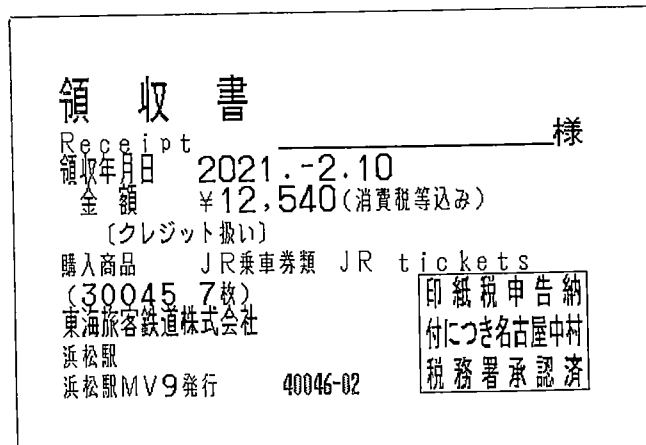 領収書
Receipt 様
領収年月日 2021.-2.10
金額 ¥12,540(消費税等込み)
〔クレジット扱い〕
購入商品 JR乗車券類 JR tickets
(30045 7枚)
東海旅客鉄道株式会社
浜松駅
浜松駅MV9発行 40046-02
印紙税申告納
付につき名古屋中村
税務署承認済